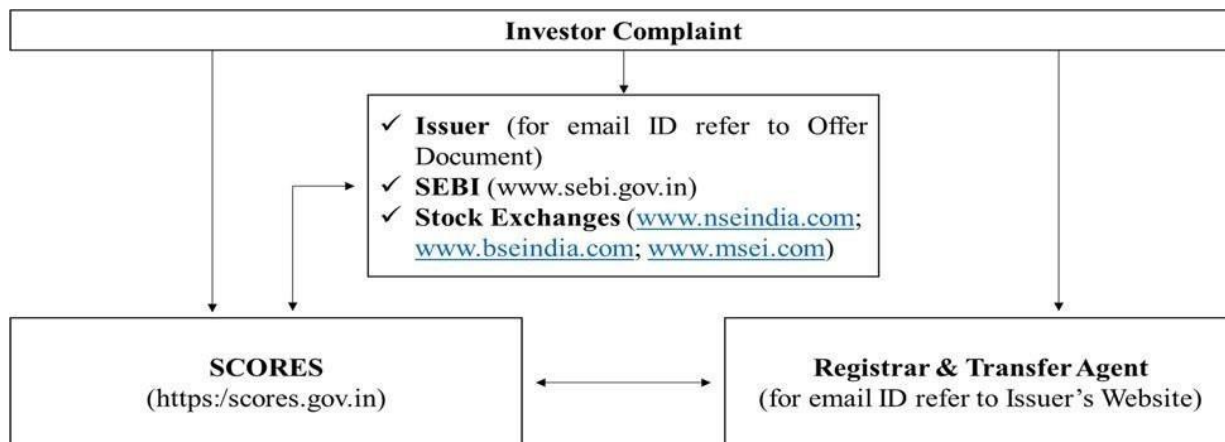 Investor Complaint
✓ Issuer (for email ID refer to Offer
Document)
✓ SEBI (www.sebi.gov.in)
✓ Stock Exchanges (www.nseindia.com;
www.bseindia.com; www.msei.com)
SCORES
(https:/scores.gov.in)
Registrar & Transfer Agent
(for email ID refer to Issuer’s Website)